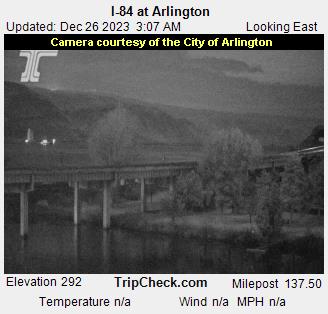 I-84 at Arlington
Updated: Dec 26 2023 3:07 AM Looking East
Camera courtesy of the City of Arlington
Elevation 292 TripCheck.com Milepost 137.50
Temperature n/a Wind n/a MPH n/a